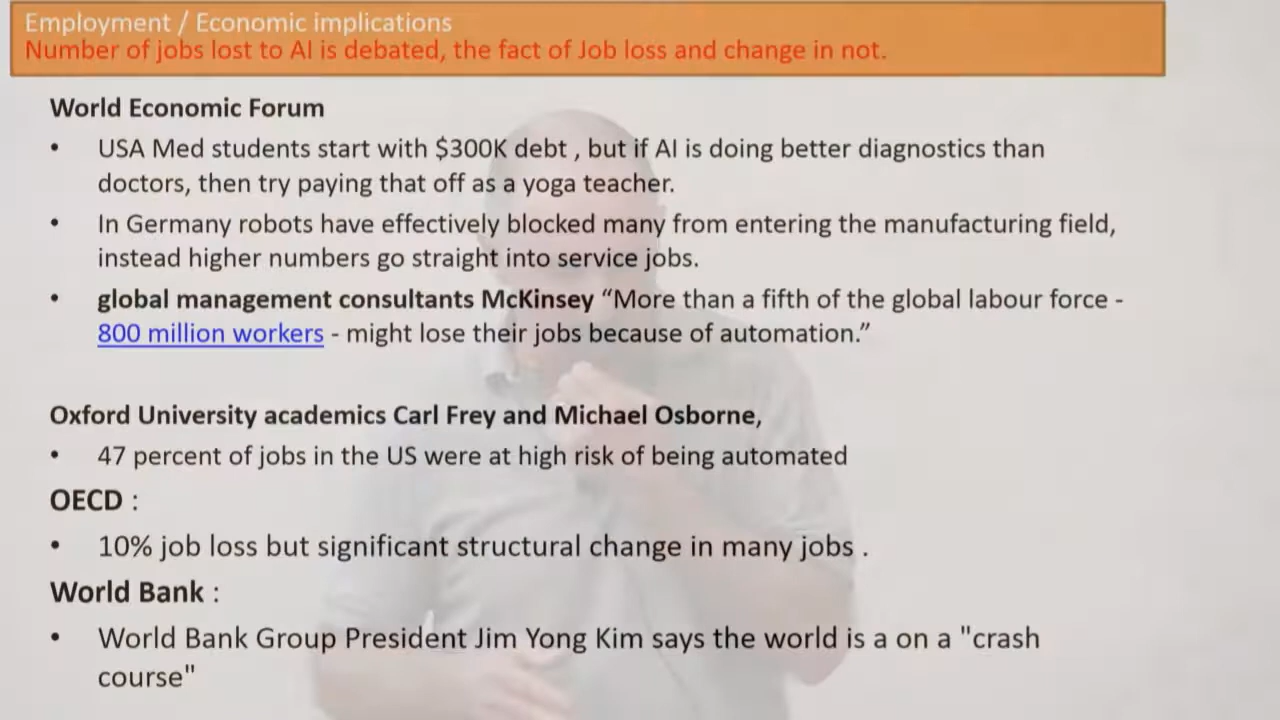 Employment / Economic implications
Number of jobs lost to AI is debated, the fact of Job loss and change in not.
World Economic Forum
• USA Med students start with $300K debt , but if AI is doing better diagnostics than
doctors, then try paying that off as a yoga teacher.
• In Germany robots have effectively blocked many from entering the manufacturing field,
instead higher numbers go straight into service jobs.
• global management consultants McKinsey “More than a fifth of the global labour force -
800 million workers - might lose their jobs because of automation.”
Oxford University academics Carl Frey and Michael Osborne,
• 47 percent of jobs in the US were at high risk of being automated
OECD :
• 10% job loss but significant structural change in many jobs .
World Bank :
• World Bank Group President Jim Yong Kim says the world is a on a "crash
course"